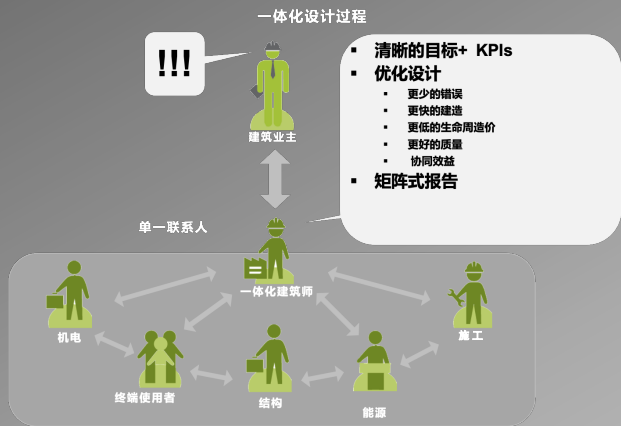 一体化设计过程
!!!
清晰的目标+ KPIs
优化设计
更少的错误
更快的建造
更低的生命周造价
更好的质量
协同效益
矩阵式报告
建筑业主
单一联系人
一体化建筑师
机电
施工
终端使用者
结构
能源